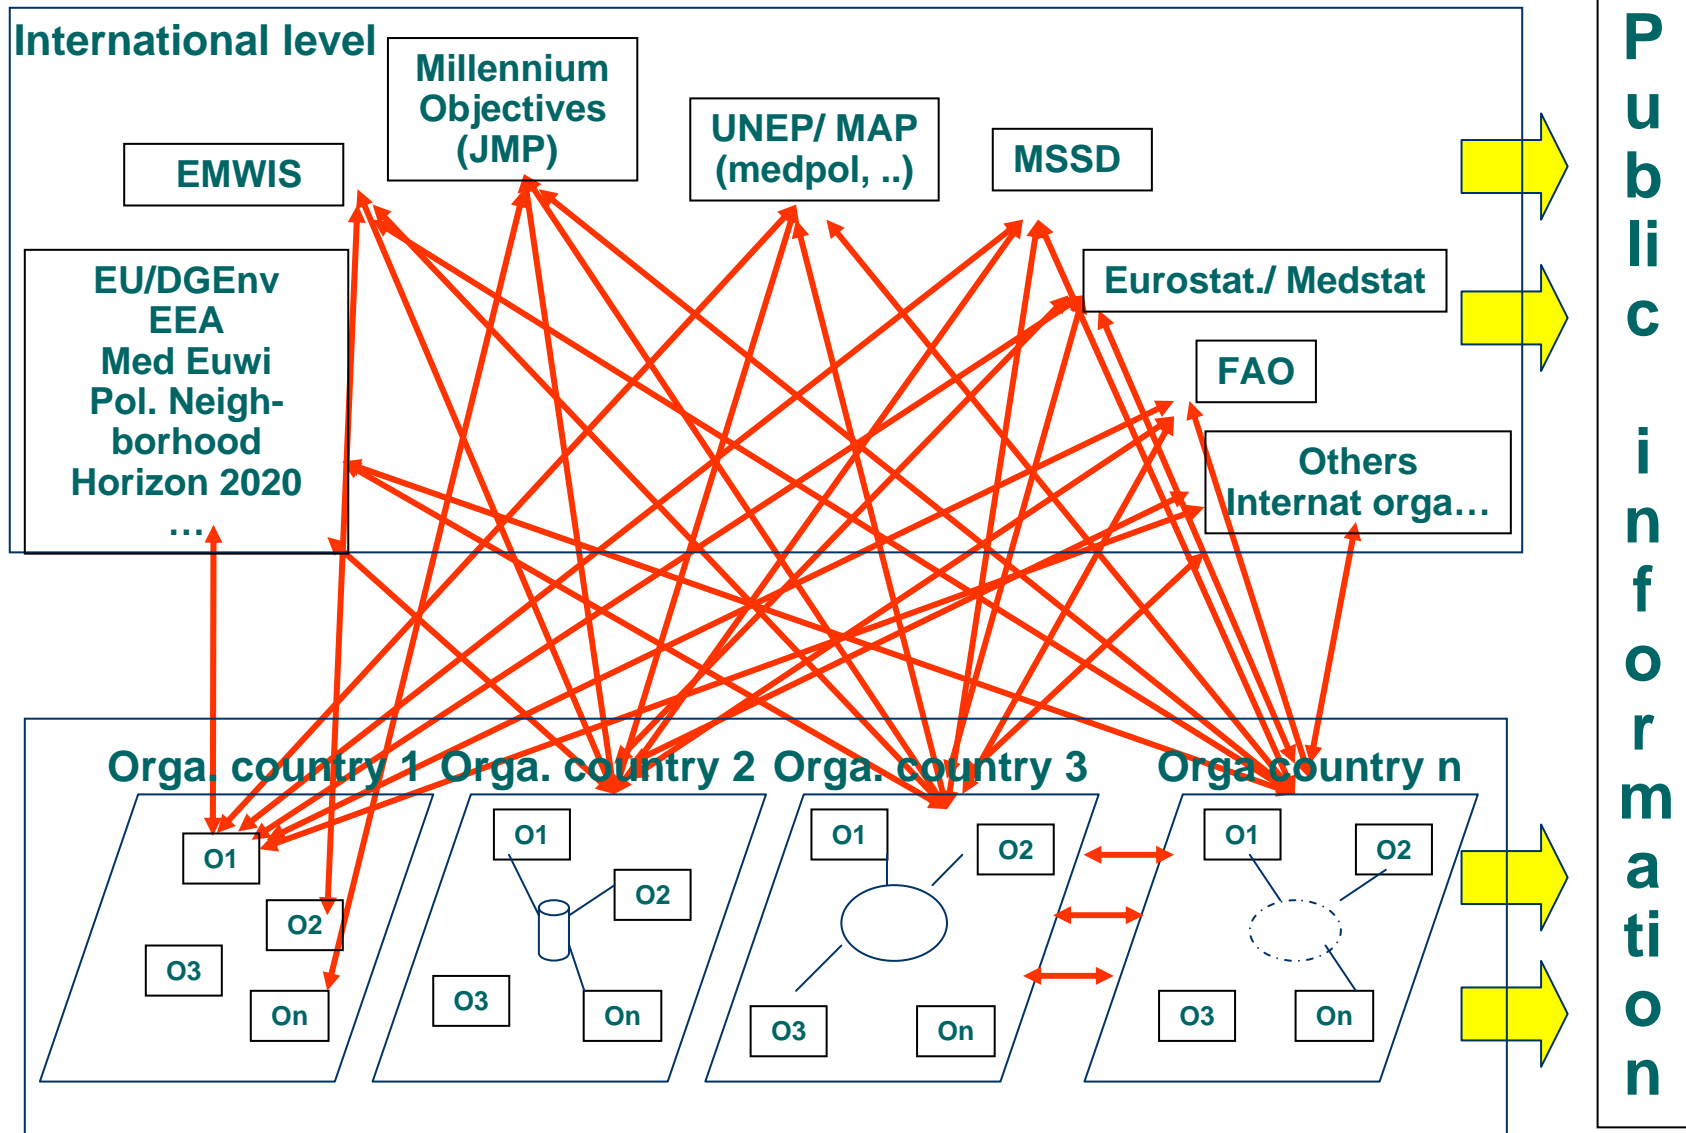 International level
Millennium
Objectives
(JMP)
UNEP/ MAP
(medpol, ..)
MSSD
EMWIS
EU/DGEnv
EEA
Med Euwi
Pol. Neigh-
borhood
Horizon 2020
...
Eurostat./ Medstat
FAO
Others
Internat orga...
Orga. country 1
Orga. country 2
Orga. country 3
Orga country n
O1
O2
O3
On
O1
O2
O3
On
O1
O2
O3
On
O1
O2
O3
On
P
u
b
li
c
i
n
f
o
r
m
a
ti
o
n